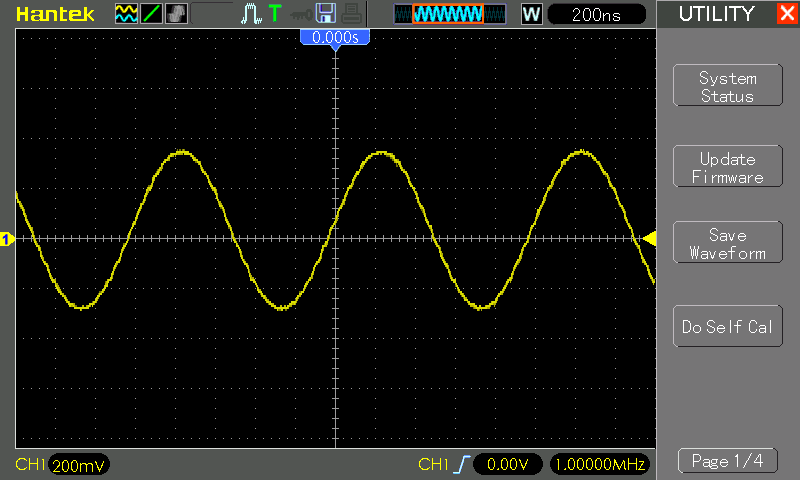 Hantek
T
W
200ns
UTILITY
0.000s
System
Status
Update
Firmware
1
Save
Waveform
Do Self Cal
CH1 200mV
CH1 0.00V 1.00000MHz
Page 1/4